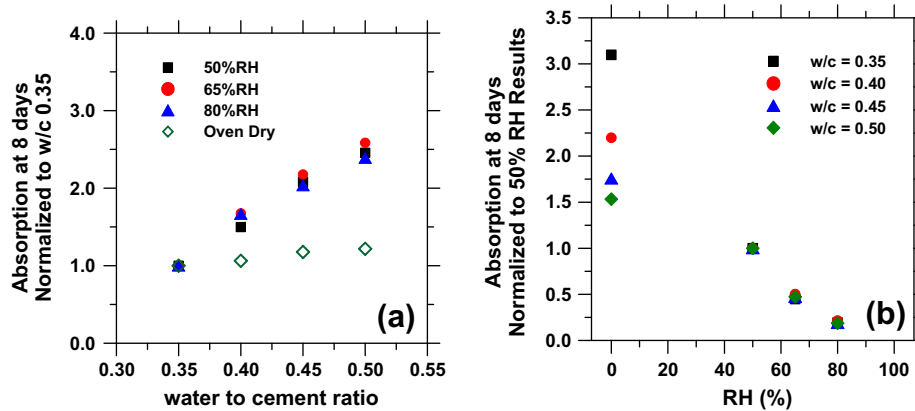 Absorption at 8 days
Normalized to w/c 0.35
4.0
3.0
2.0
1.0
0.0
50%RH
65%RH
80%RH
Oven Dry
(a)
0.30 0.35 0.40 0.45 0.50 0.55
water to cement ratio
Absorption at 8 days
Normalized to 50% RH Results
3.5
3.0
2.5
2.0
1.5
1.0
0.5
0.0
w/c = 0.35
w/c = 0.40
w/c = 0.45
w/c = 0.50
(b)
0 20 40 60 80 100
RH (%)